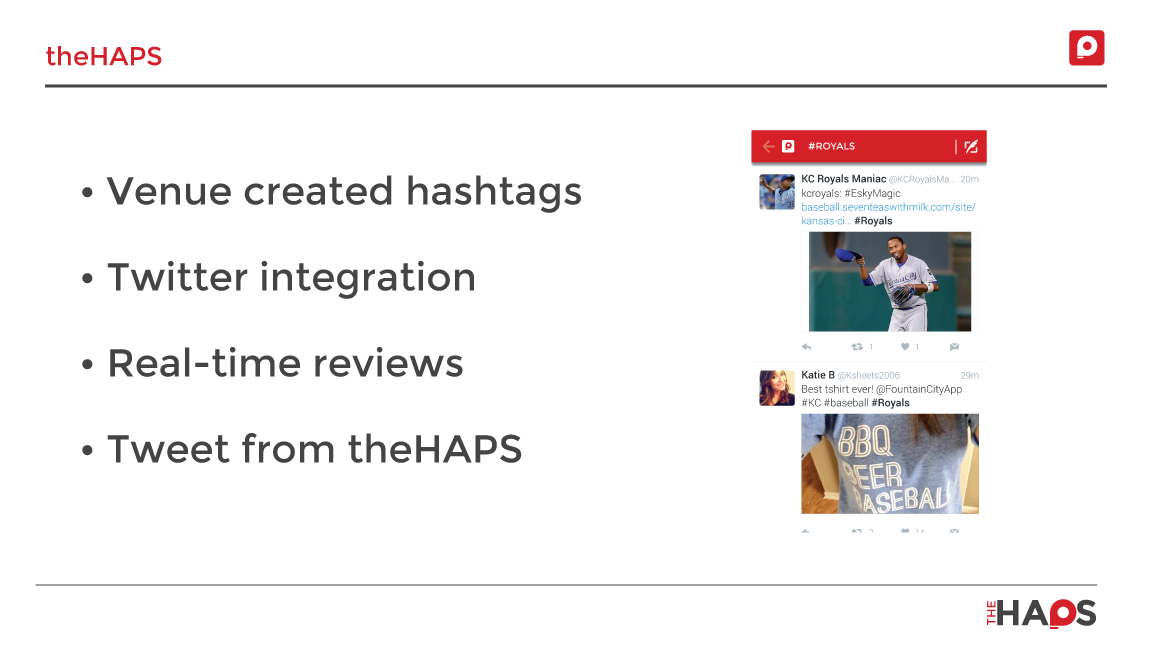 theHAPS
• Venue created hashtags
• Twitter integration
• Real-time reviews
• Tweet from theHAPS
#ROYALS
KC Royals Maniac @KCRoyalsMa... 20m
kcroyals: #EskyMagic
baseball.seventeaswithmilk.com/site/
kansas-ci... #Royals
1 1
Katie B @Ksheets2006 29m
Best tshirt ever! @FountainCityApp
#KC #baseball #Royals
BBQ
BEER
BASEBALL
THE HAPS